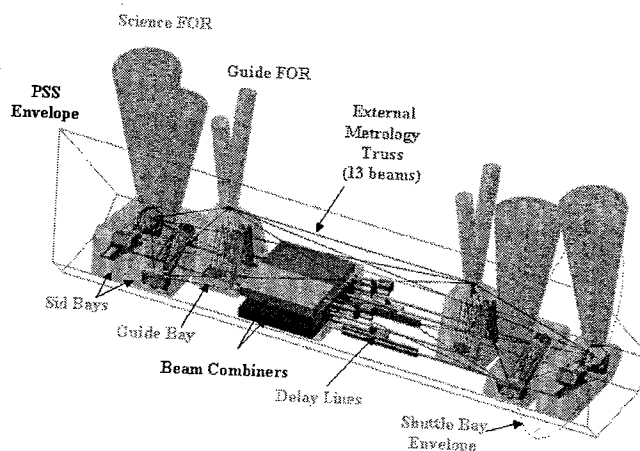 Science FOR
Guide FOR
PSS
Envelope
External
Metrology
Truss
(13 beams)
Sid Bays
Guide Bay
Beam Combiners
Delay Lines
Shuttle Bay
Envelope